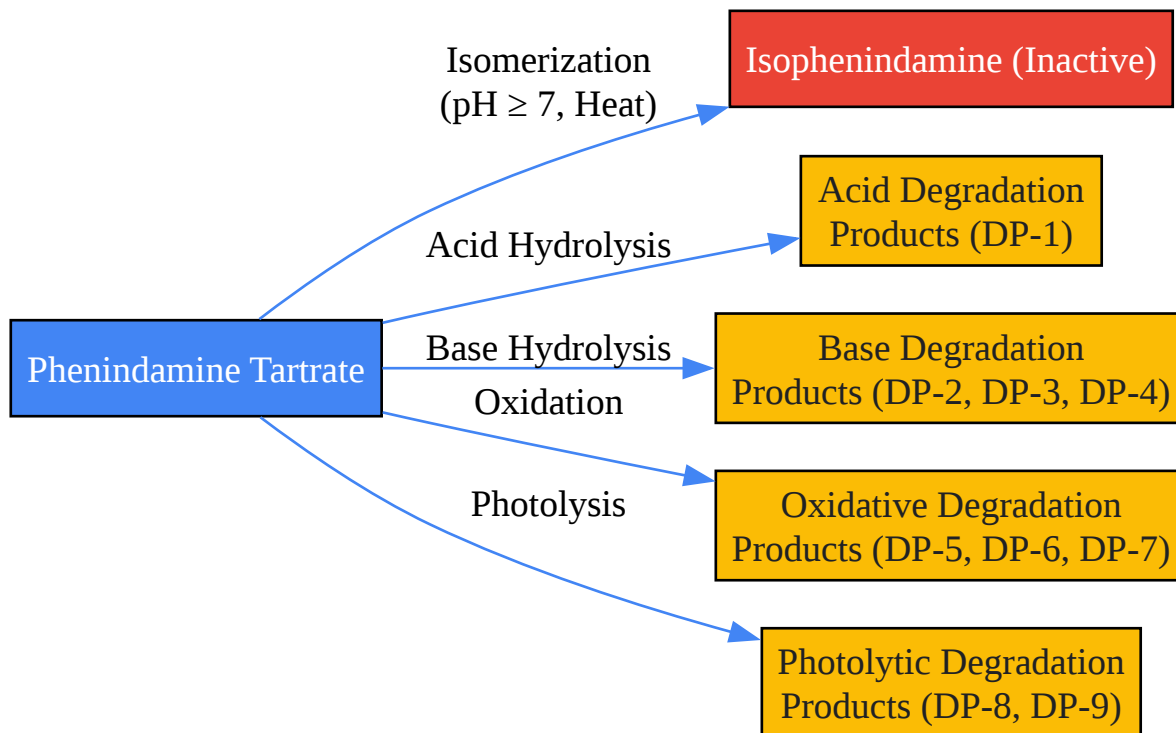 Isomerization
(pH ≥ 7, Heat)
Isophenindamine (Inactive)
Acid Hydrolysis
Acid Degradation
Products (DP-1)
Phenindamine Tartrate
Base Hydrolysis
Base Degradation
Products (DP-2, DP-3, DP-4)
Oxidation
Oxidative Degradation
Products (DP-5, DP-6, DP-7)
Photolysis
Photolytic Degradation
Products (DP-8, DP-9)